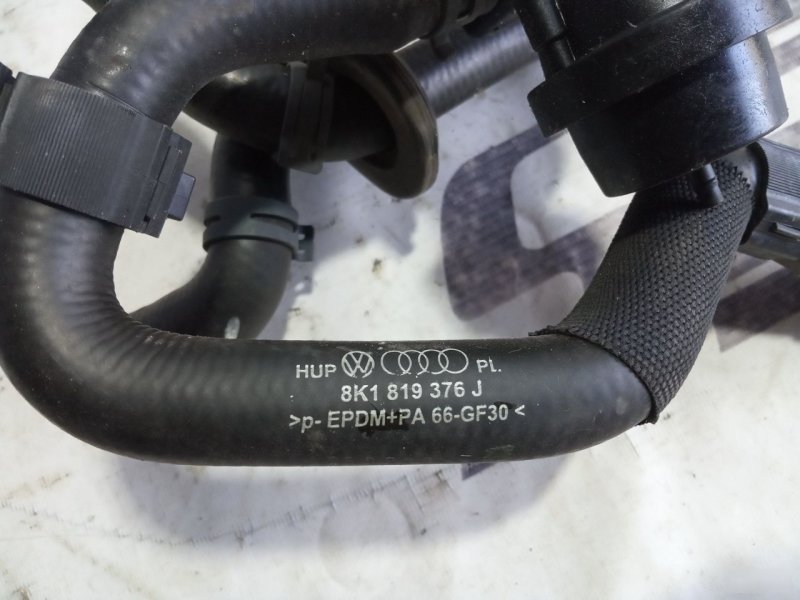 HUP PL.
8K1 819 376 J
>p- EPDM+PA 66-GF30<